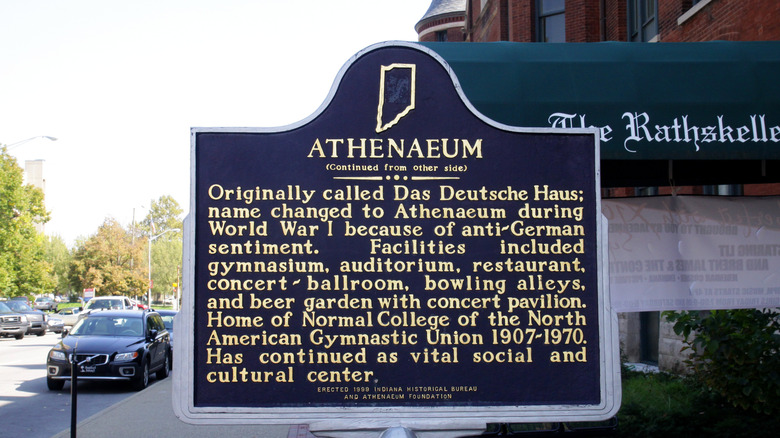 ATHENAEUM
(Continued from other side)
Originally called Das Deutsche Haus;
name changed to Athenaeum during
World War I because of anti-German
sentiment. Facilities included
gymnasium, auditorium, restaurant,
concert-ballroom, bowling alleys,
and beer garden with concert pavilion.
Home of Normal College of the North
American Gymnastic Union 1907-1970.
Has continued as vital social and
cultural center.
ERECTED 1999 INDIANA HISTORICAL BUREAU
AND ATHENAEUM FOUNDATION
The Rathskelle